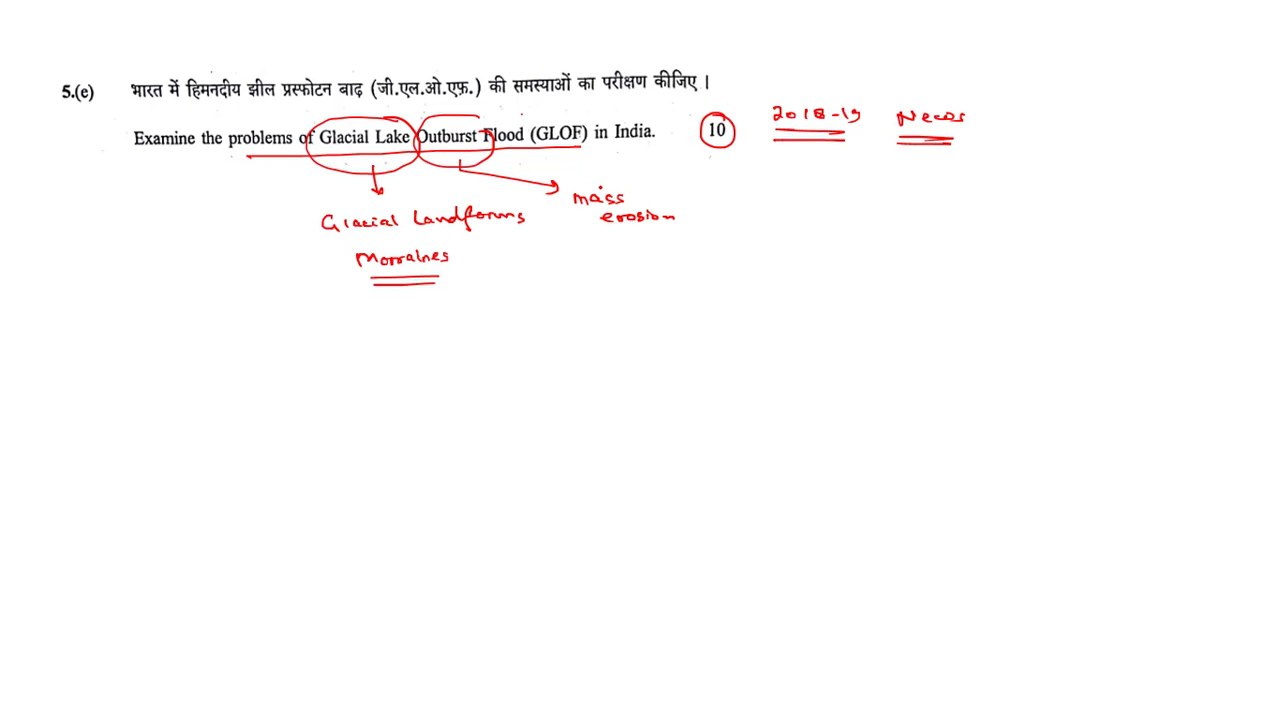 5.(e) भारत में हिमनदीय झील प्रस्फोटन बाढ़ (जी.एल.ओ.एफ़.) की समस्याओं का परीक्षण कीजिए ।
Examine the problems of Glacial Lake Outburst Flood (GLOF) in India. 10 2018-19 News
Glacial Landforms
Morraines
mass
erosion